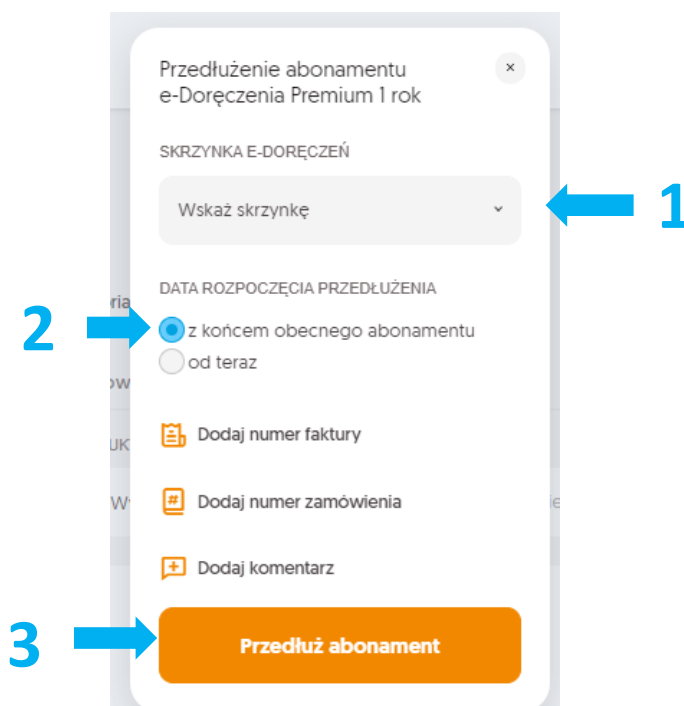 Przedłużenie abonamentu
e-Doręczenia Premium 1 rok
×
SKRZYNKA E-DORĘCZEŃ
Wskaż skrzynkę
1
DATA ROZPOCZĘCIA PRZEDŁUŻENIA
2
z końcem obecnego abonamentu
od teraz
Dodaj numer faktury
# Dodaj numer zamówienia
Dodaj komentarz
3
Przedłuż abonament